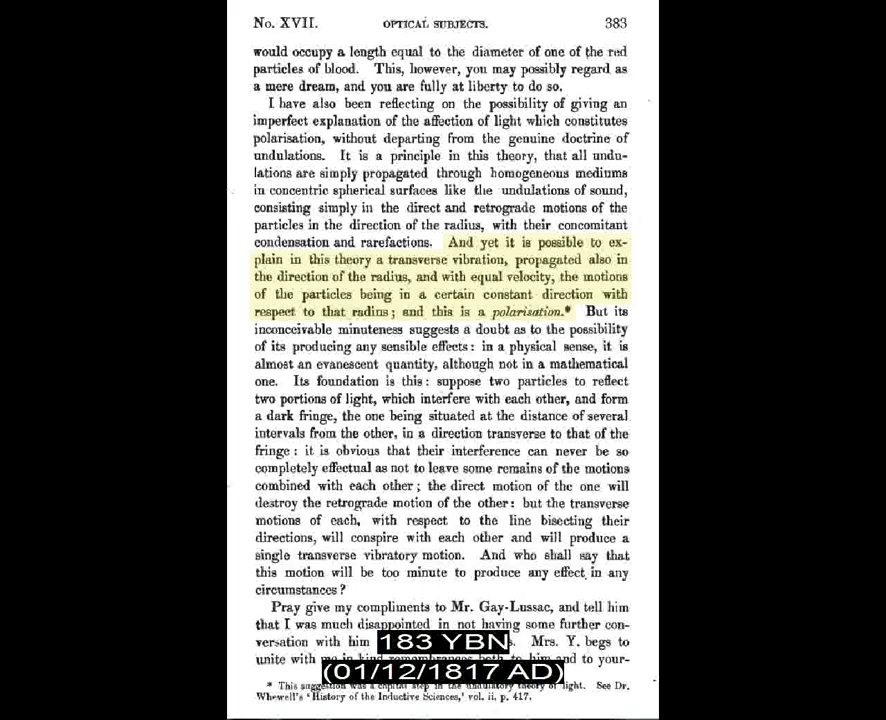 No. XVII. OPTICAL SUBJECTS. 383
would occupy a length equal to the diameter of one of the red
particles of blood. This, however, you may possibly regard as
a mere dream, and you are fully at liberty to do so.
I have also been reflecting on the possibility of giving an
imperfect explanation of the affection of light which constitutes
polarisation, without departing from the genuine doctrine of
undulations. It is a principle in this theory, that all undu-
lations are simply propagated through homogeneous mediums
in concentric spherical surfaces like the undulations of sound,
consisting simply in the direct and retrograde motions of the
particles in the direction of the radius, with their concomitant
condensation and rarefactions. And yet it is possible to ex-
plain in this theory a transverse vibration, propagated also in
the direction of the radius, and with equal velocity, the motions
of the particles being in a certain constant direction with
respect to that radius; and this is a polarisation.* But its
inconceivable minuteness suggests a doubt as to the possibility
of its producing any sensible effects: in a physical sense, it is
almost an evanescent quantity, although not in a mathematical
one. Its foundation is this: suppose two particles to reflect
two portions of light, which interfere with each other, and form
a dark fringe, the one being situated at the distance of several
intervals from the other, in a direction transverse to that of the
fringe: it is obvious that their interference can never be so
completely effectual as not to leave some remains of the motions
combined with each other; the direct motion of the one will
destroy the retrograde motion of the other: but the transverse
motions of each, with respect to the line bisecting their
directions, will conspire with each other and will produce a
single transverse vibratory motion. And who shall say that
this motion will be too minute to produce any effect in any
circumstances?
Pray give my compliments to Mr. Gay-Lussac, and tell him
that I was much disappointed in not having some further con-
versation with him Mrs. Y. begs to
unite with me in kind remembrances both to him and to your-
183 YBN
(01/12/1817 AD)
* This suggestion was a capital step in the undulatory theory of light. See Dr.
Whewell's 'History of the Inductive Sciences,' vol. ii, p. 417.